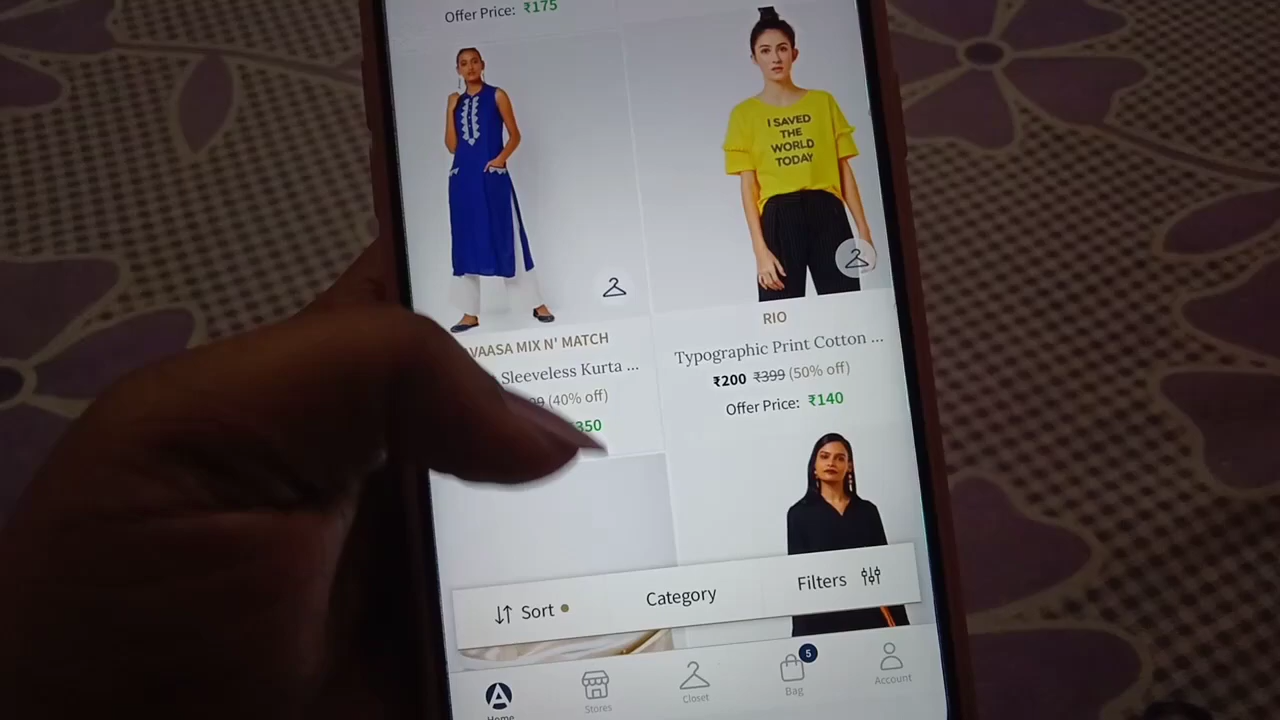 Offer Price: ₹175
I SAVED
THE
WORLD
TODAY
VAASA MIX N' MATCH
Sleeveless Kurta ...
(40% off)
₹350
RIO
Typographic Print Cotton ...
₹200 ₹399 (50% off)
Offer Price: ₹140
Sort
Category
Filters
Home
Stores
Closet
5
Bag
Account